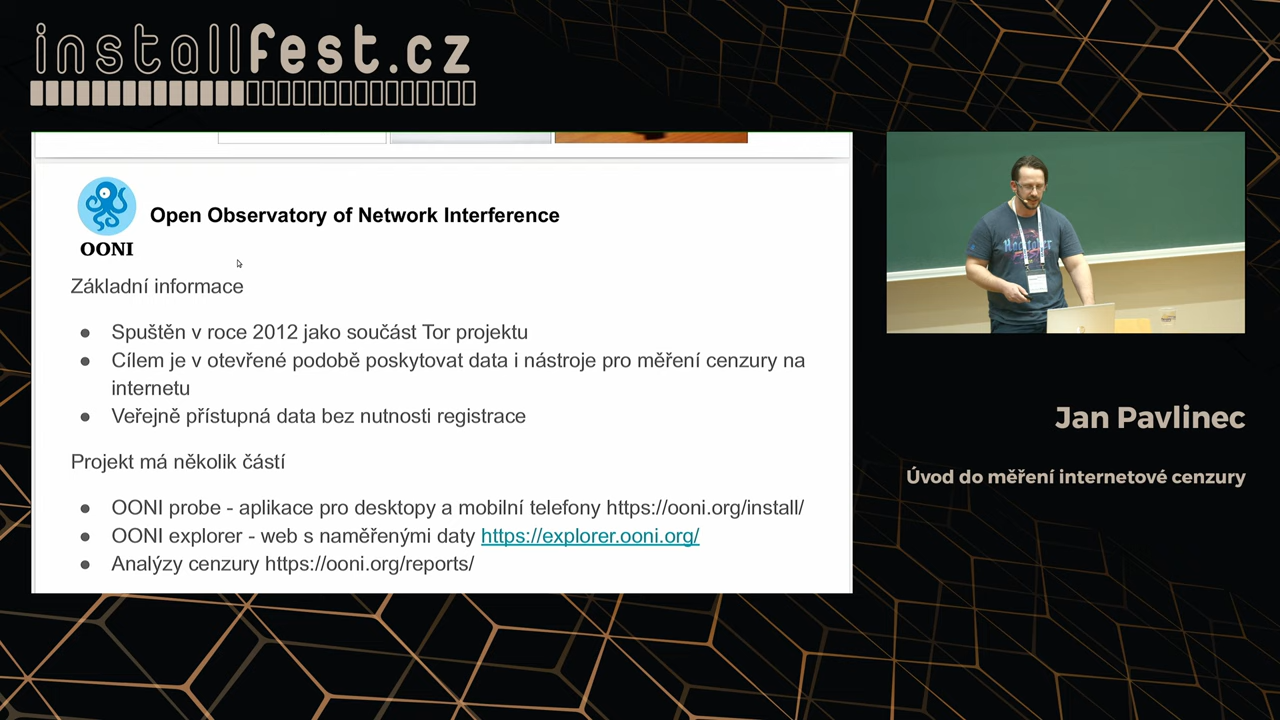 installfest.cz
OONI
Open Observatory of Network Interference
Základní informace
● Spuštěn v roce 2012 jako součást Tor projektu
● Cílem je v otevřené podobě poskytovat data i nástroje pro měření cenzury na
internetu
● Veřejně přístupná data bez nutnosti registrace
Projekt má několik částí
● OONI probe - aplikace pro desktopy a mobilní telefony https://ooni.org/install/
● OONI explorer - web s naměřenými daty https://explorer.ooni.org/
● Analýzy cenzury https://ooni.org/reports/
Jan Pavlinec
Úvod do měření internetové cenzury